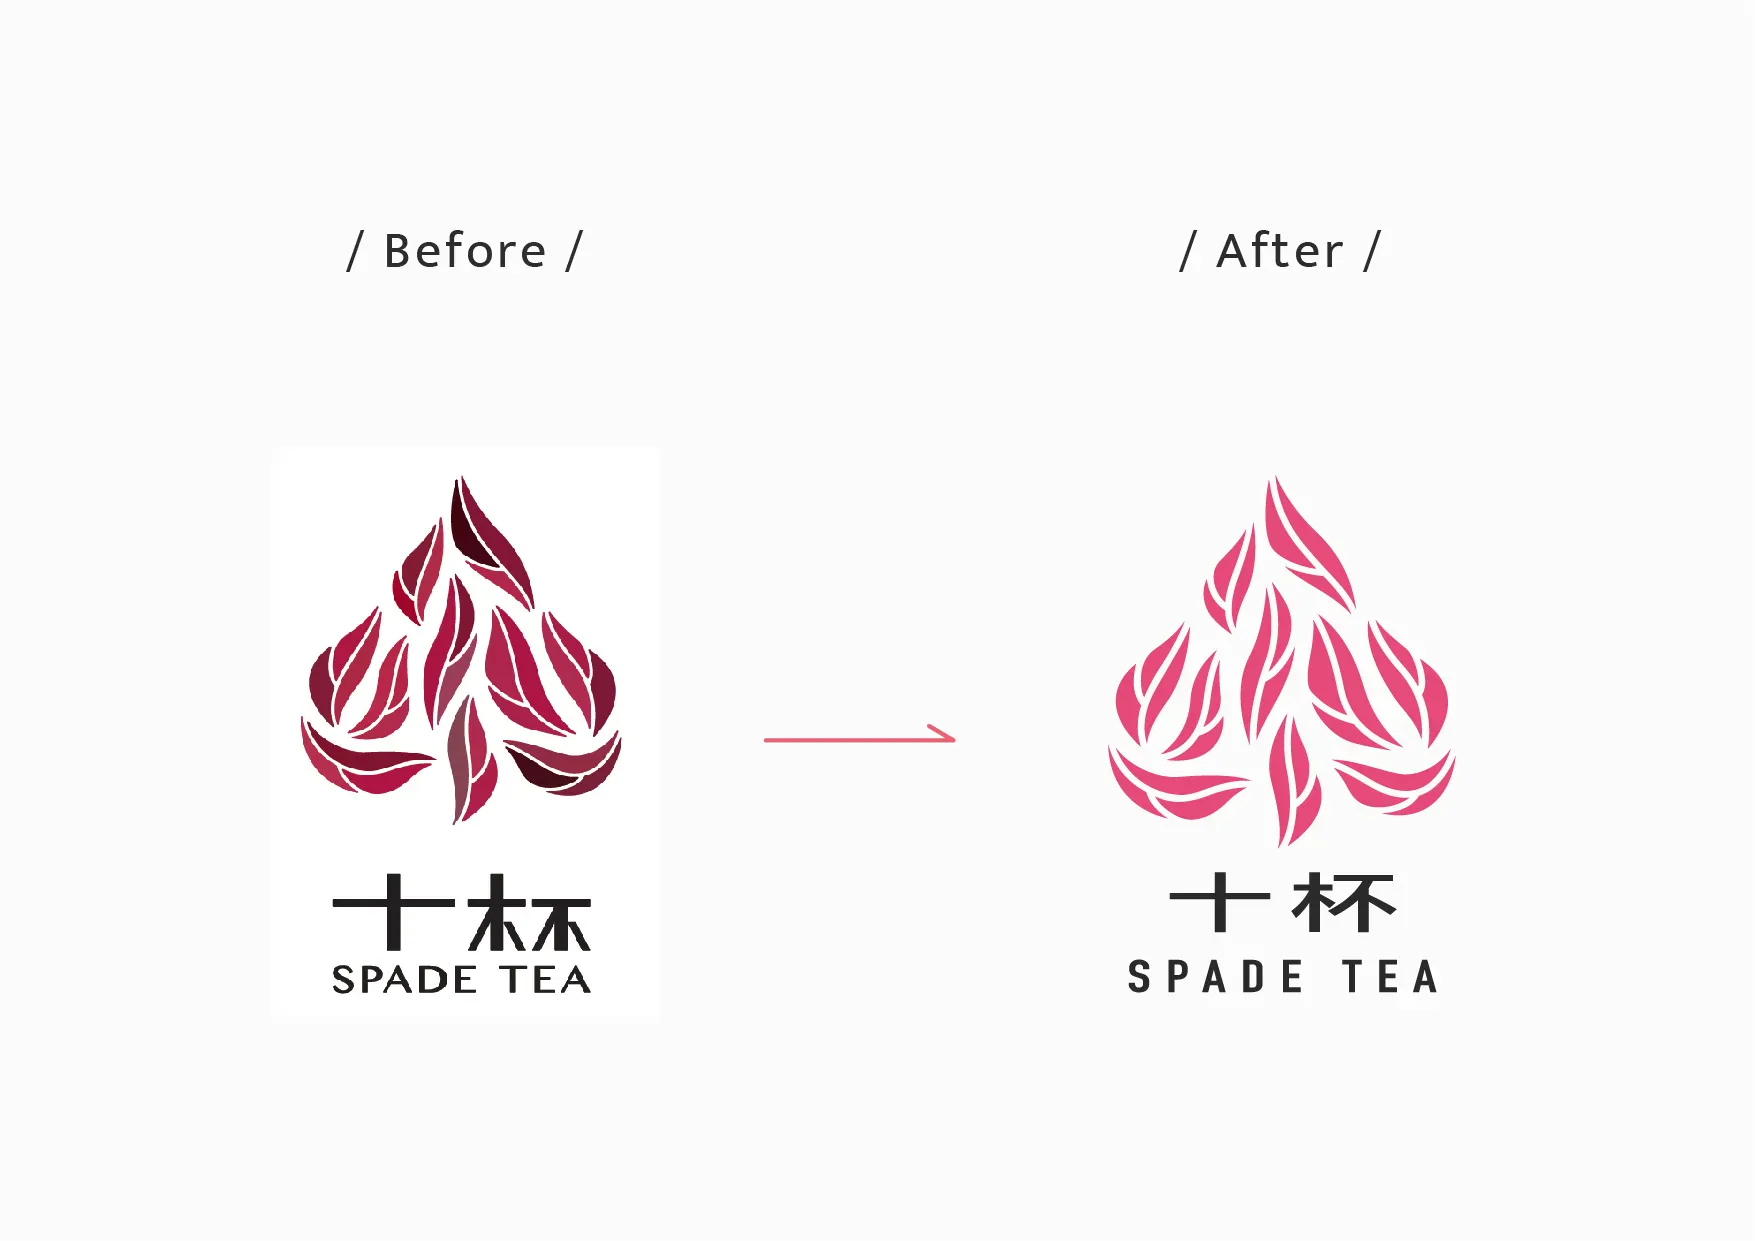 / Before /
/ After /
十杯
SPADE TEA
十杯
SPADE TEA